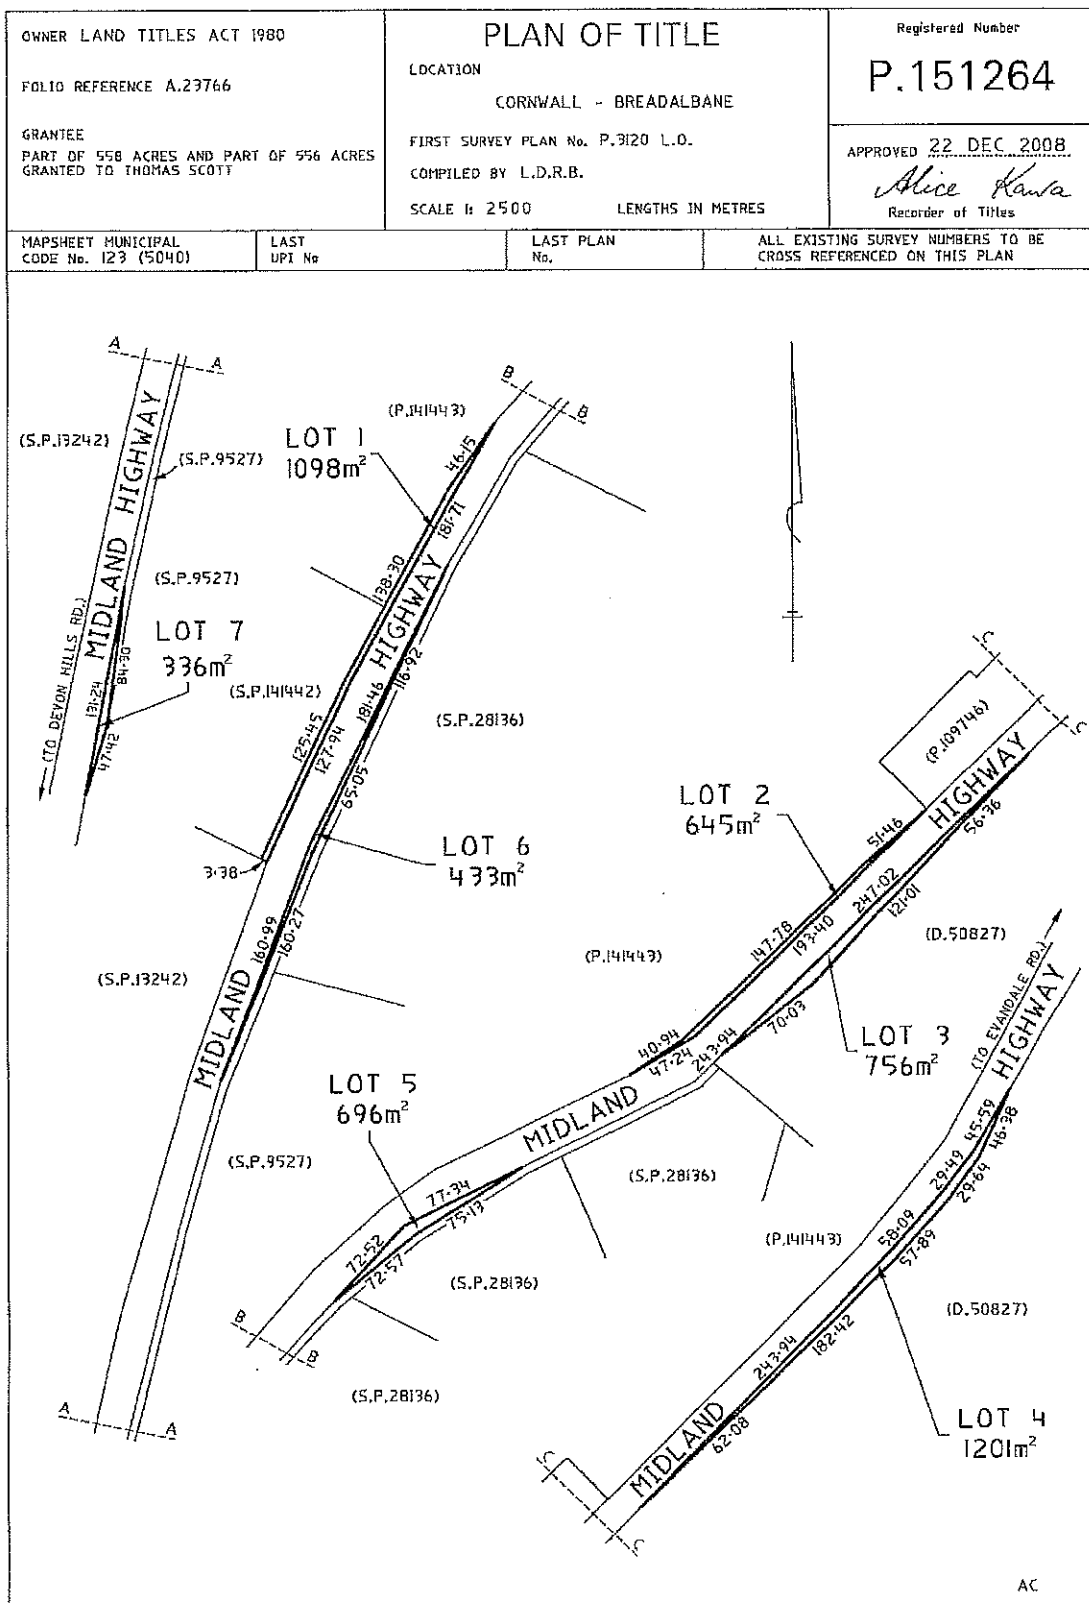 OWNER LAND TITLES ACT 1980
FOLIO REFERENCE A.23766
GRANTEE
PART OF 558 ACRES AND PART OF 556 ACRES
GRANTED TO THOMAS SCOTT
PLAN OF TITLE
LOCATION
CORNWALL - BREADALBANE
FIRST SURVEY PLAN No. P.3120 L.O.
COMPILED BY L.D.R.B.
SCALE 1: 2500 LENGTHS IN METRES
Registered Number
P.151264
APPROVED 22 DEC 2008
Alice Kawa
Recorder of Titles
MAPSHEET MUNICIPAL
CODE No. 123 (5040)
LAST
UPI No
LAST PLAN
No.
ALL EXISTING SURVEY NUMBERS TO BE
CROSS REFERENCED ON THIS PLAN
A
A
(S.P.13242)
(S.P.9527)
MIDLAND HIGHWAY
(S.P.9527)
LOT 7
336m²
(TO DEVON HILLS RD.)
131·24
84·30
47·42
B
B
(P.141443)
LOT 1
1098m²
46·15
181·71
138·30
HIGHWAY
(S.P.141442)
125·45
127·94
181·46
116·92
(S.P.28136)
65·05
3·38
LOT 6
433m²
160·99
160·27
(S.P.13242)
MIDLAND
(S.P.9527)
A
A
C
C
(P.109746)
HIGHWAY
LOT 2
645m²
51·46
56·36
247·02
121·01
147·78
193·40
(P.141443)
(D.50827)
40·94
47·24
243·94
70·03
LOT 3
756m²
MIDLAND
LOT 5
696m²
77·34
75·13
72·52
72·57
(S.P.28136)
(S.P.28136)
(S.P.28136)
B
B
(TO EVANDALE RD.)
HIGHWAY
45·59
46·38
29·49
29·64
58·09
57·89
(P.141443)
(D.50827)
243·94
182·42
MIDLAND
62·08
LOT 4
1201m²
C
C
AC